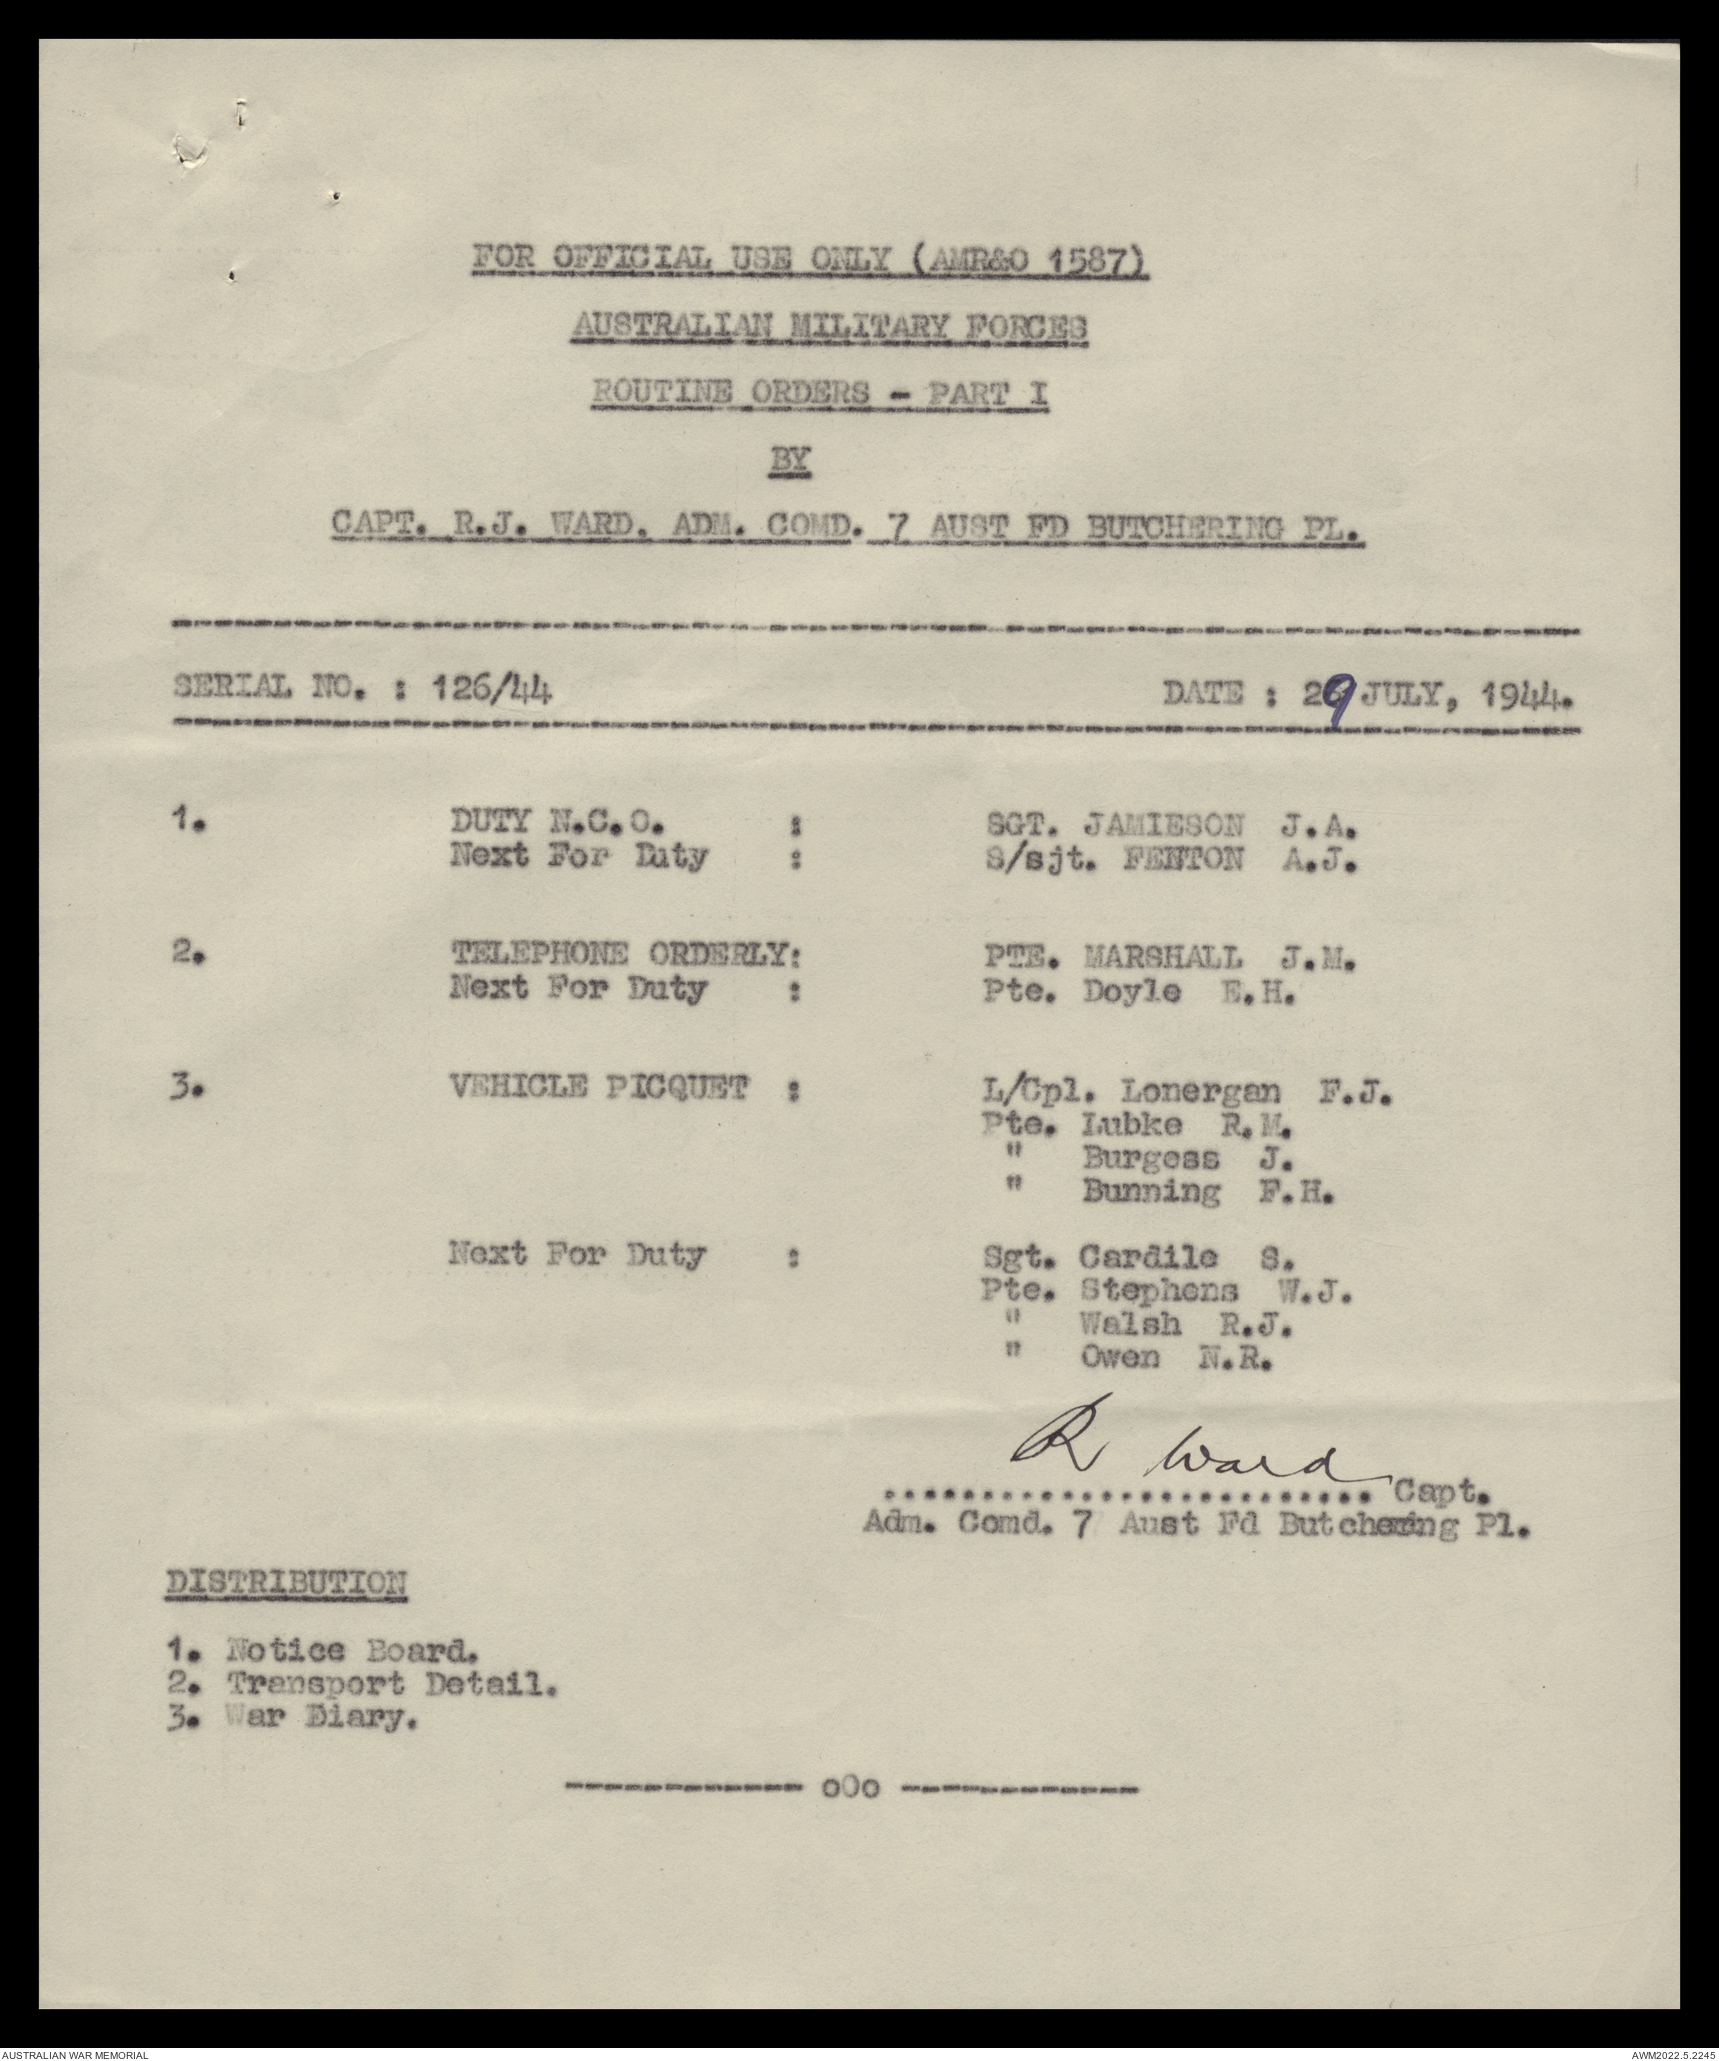 FOR OFFICIAL USE ONLY (AMR&O 1587)
AUSTRALIAN MILITARY FORCES
ROUTINE ORDERS - PART I
BY
CAPT. R.J. WARD. ADM. COMD. 7 AUST FD BUTCHERING PL.
SERIAL NO. : 126/44 DATE : 29 JULY, 1944.
1. DUTY N.C.O. : SGT. JAMIESON J.A.
Next For Duty : S/sjt. FENTON A.J.
2. TELEPHONE ORDERLY: PTE. MARSHALL J.M.
Next For Duty : Pte. Doyle E.H.
3. VEHICLE PICQUET : L/Cpl. Lonergan F.J.
Pte. Lubke R.M.
" Burgess J.
" Bunning F.H.
Next For Duty : Sgt. Cardile S.
Pte. Stephens W.J.
" Walsh R.J.
" Owen N.R.
R Ward
.......................... Capt.
Adm. Comd. 7 Aust Fd Butchering Pl.
DISTRIBUTION
1. Notice Board.
2. Transport Detail.
3. War Diary.
------------ oOo ------------
AUSTRALIAN WAR MEMORIAL AWM2022.5.2245